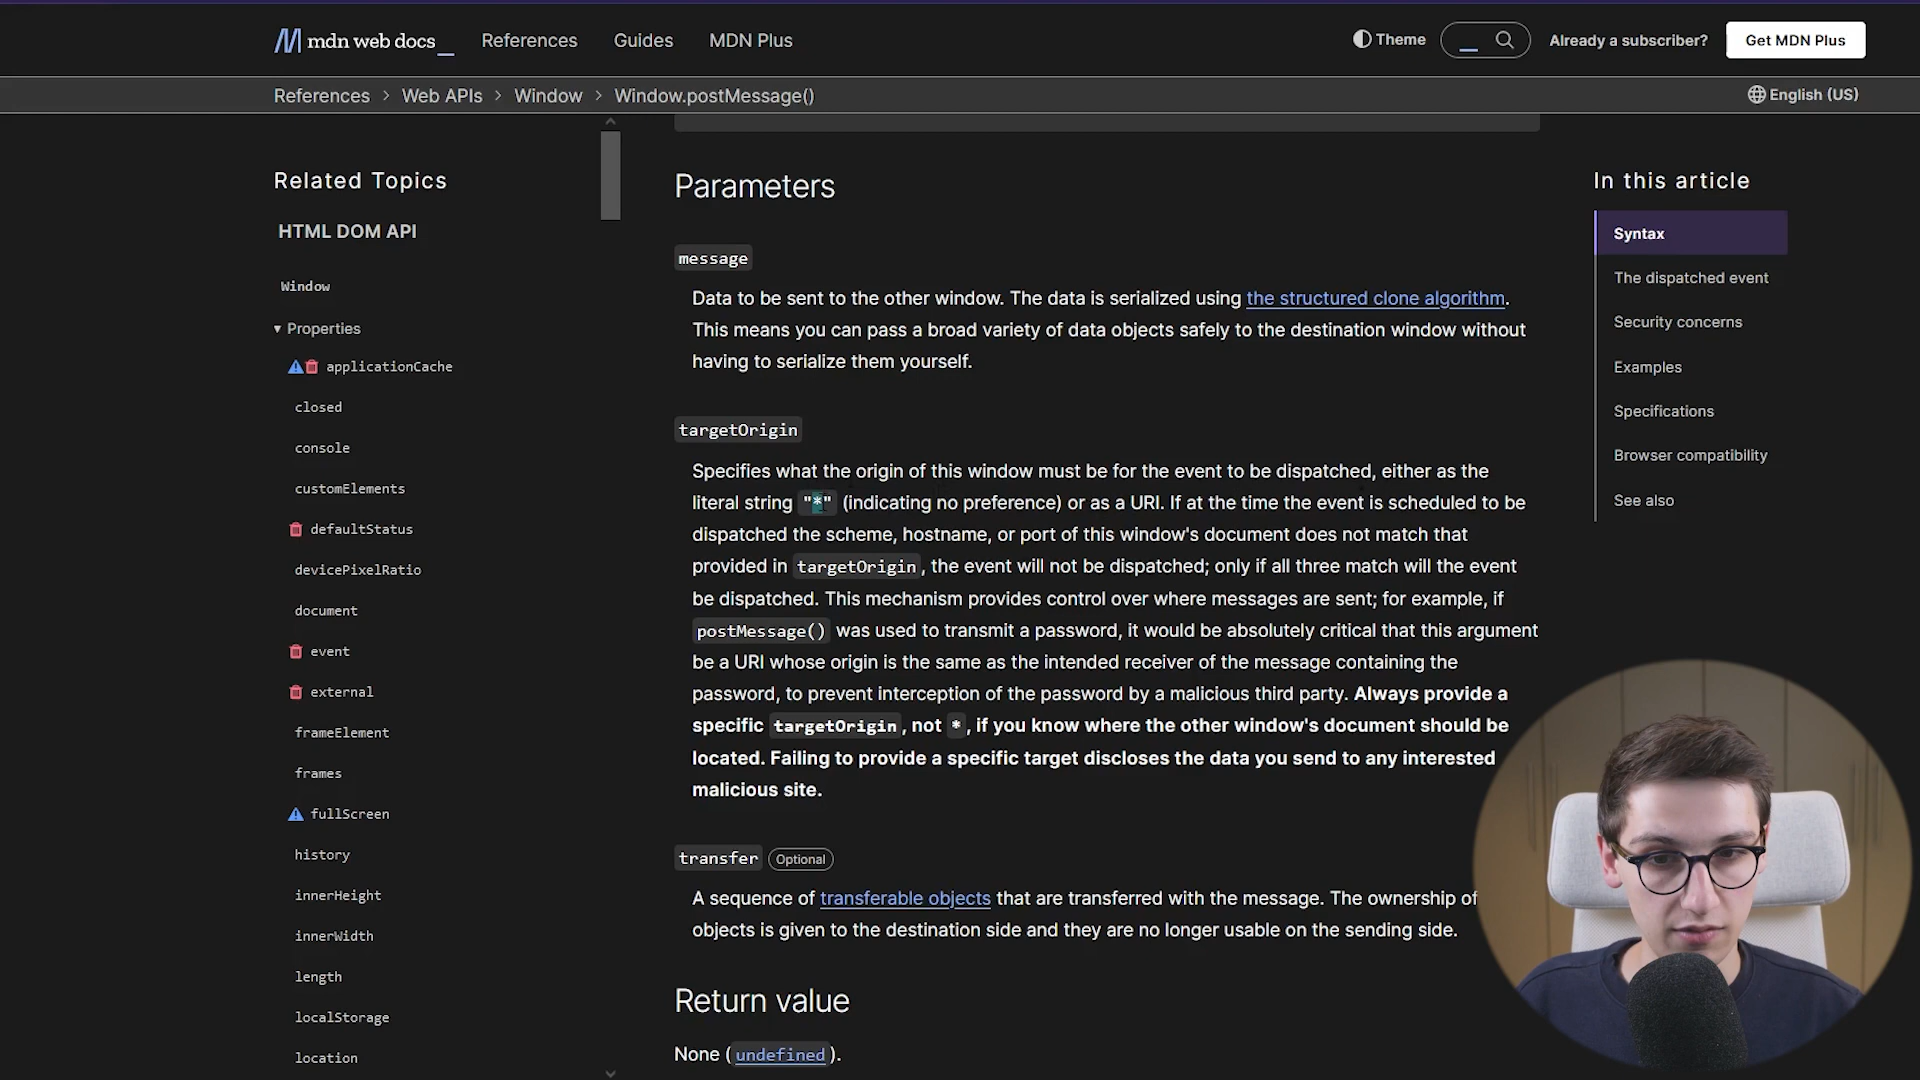 mdn web docs_
References
Guides
MDN Plus
Theme
Already a subscriber?
Get MDN Plus
References > Web APIs > Window > Window.postMessage()
English (US)
Related Topics
HTML DOM API
Window
Properties
applicationCache
closed
console
customElements
defaultStatus
devicePixelRatio
document
event
external
frameElement
frames
fullScreen
history
innerHeight
innerWidth
length
localStorage
location
Parameters
message
Data to be sent to the other window. The data is serialized using the structured clone algorithm.
This means you can pass a broad variety of data objects safely to the destination window without
having to serialize them yourself.
targetOrigin
Specifies what the origin of this window must be for the event to be dispatched, either as the
literal string "*" (indicating no preference) or as a URI. If at the time the event is scheduled to be
dispatched the scheme, hostname, or port of this window's document does not match that
provided in targetOrigin, the event will not be dispatched; only if all three match will the event
be dispatched. This mechanism provides control over where messages are sent; for example, if
postMessage() was used to transmit a password, it would be absolutely critical that this argument
be a URI whose origin is the same as the intended receiver of the message containing the
password, to prevent interception of the password by a malicious third party. Always provide a
specific targetOrigin, not *, if you know where the other window's document should be
located. Failing to provide a specific target discloses the data you send to any interested
malicious site.
transfer Optional
A sequence of transferable objects that are transferred with the message. The ownership of
objects is given to the destination side and they are no longer usable on the sending side.
Return value
None (undefined).
In this article
Syntax
The dispatched event
Security concerns
Examples
Specifications
Browser compatibility
See also